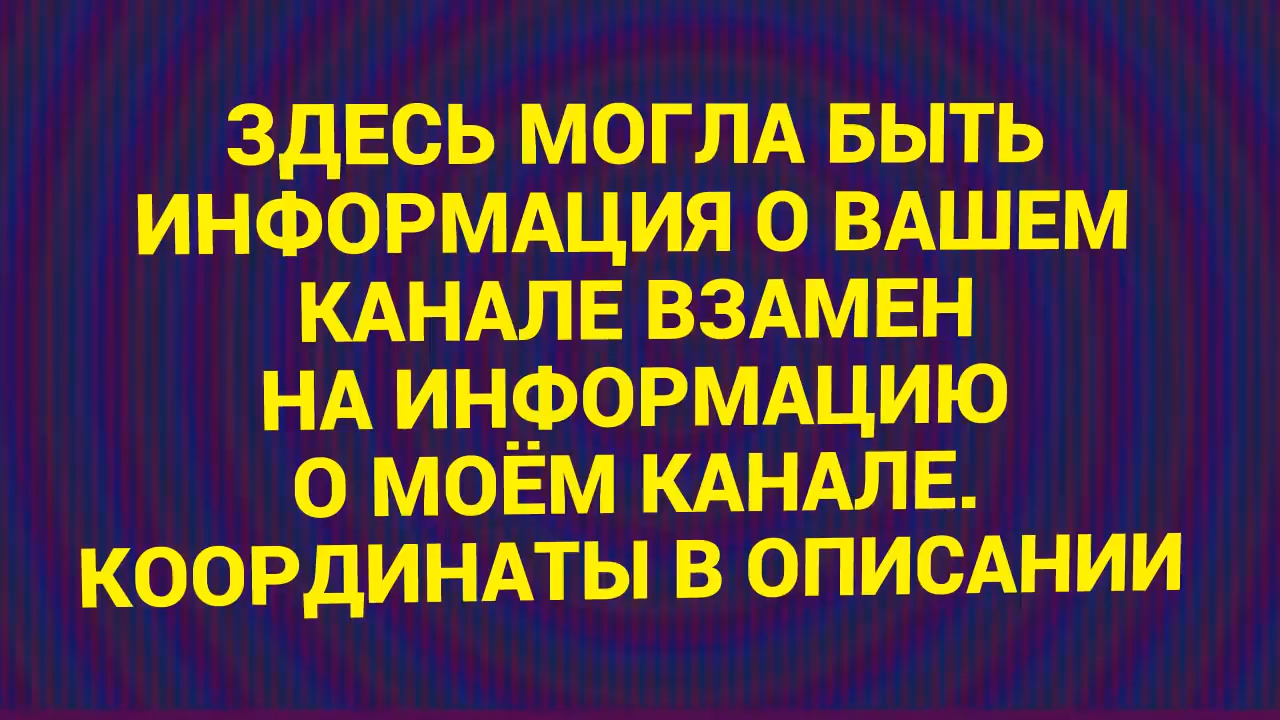 ЗДЕСЬ МОГЛА БЫТЬ
ИНФОРМАЦИЯ О ВАШЕМ
КАНАЛЕ ВЗАМЕН
НА ИНФОРМАЦИЮ
О МОЁМ КАНАЛЕ.
КООРДИНАТЫ В ОПИСАНИИ